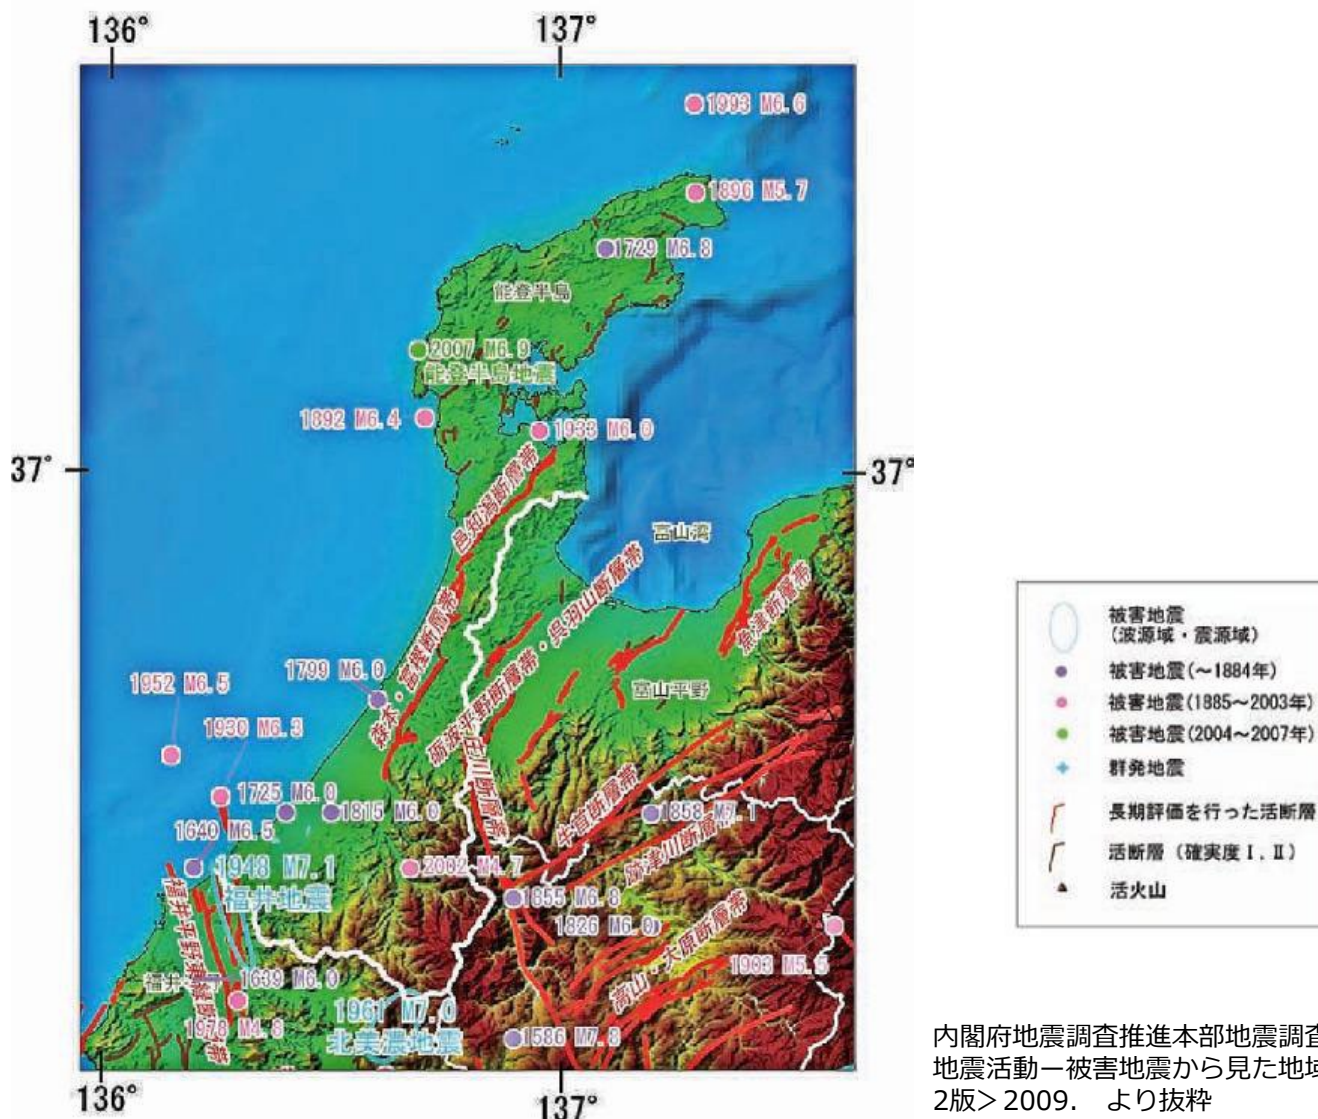 136°
137°
1993 M6.6
1896 M5.7
1729 M6.8
能登半島
2007 M6.9
能登半島地震
1892 M6.4
1933 M6.0
37°
37°
邑知潟断層帯
富山湾
森本・富樫断層帯
砺波平野断層帯・呉羽山断層帯
魚津断層帯
1799 M6.0
1952 M6.5
富山平野
1930 M6.3
庄川断層帯
1725 M6.0
1815 M6.0
牛首断層帯
1858 M7.1
1640 M6.5
跡津川断層帯
1948 M7.1
福井地震
2002 M4.7
1855 M6.8
1826 M6.0
福井平野東縁断層帯
高山・大原断層帯
1903 M5.5
1639 M6.0
1978 M4.8
1961 M7.0
北美濃地震
1586 M7.8
136°
137°
被害地震
(波源域・震源域)
被害地震(～1884年)
被害地震(1885～2003年)
被害地震(2004～2007年)
群発地震
長期評価を行った活断層
活断層（確実度Ⅰ,Ⅱ）
活火山
内閣府地震調査推進本部地震調査
地震活動ー被害地震から見た地域
2版＞2009.　より抜粋